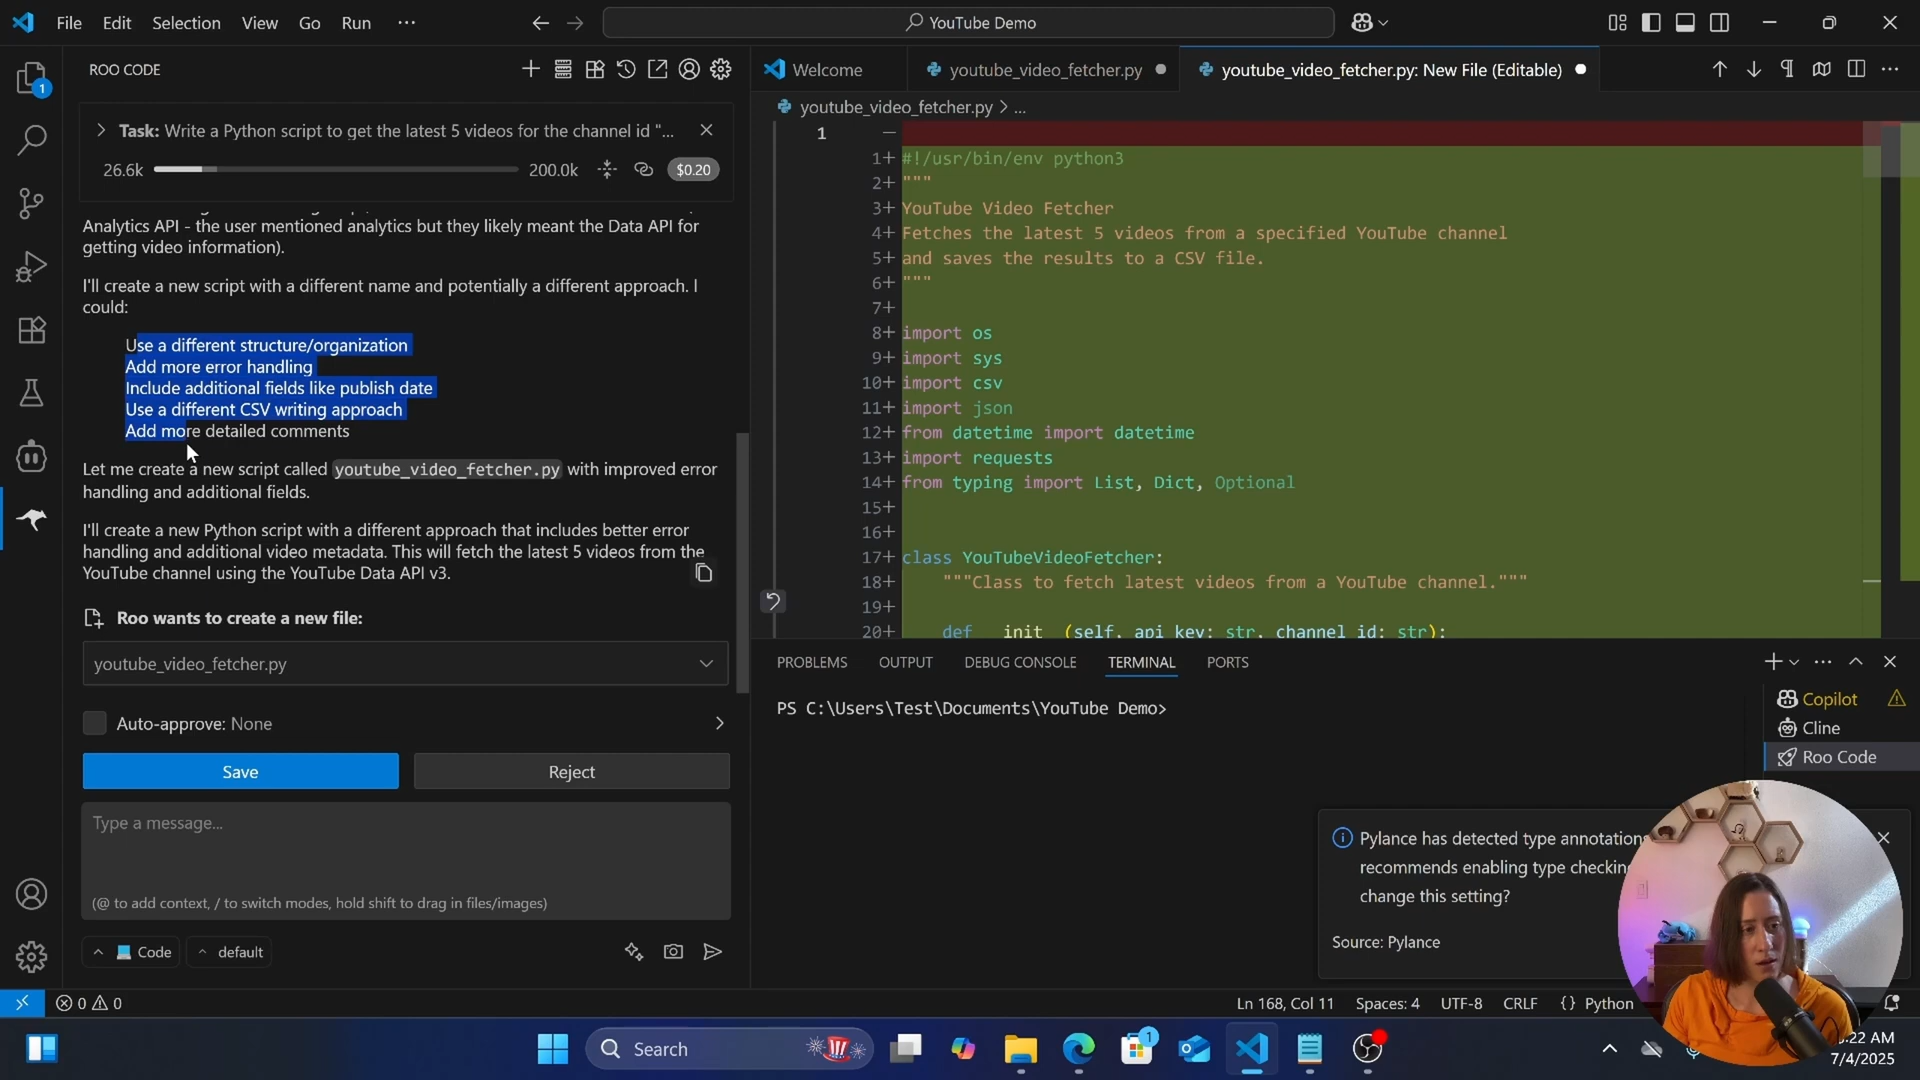 File Edit Selection View Go Run ···
YouTube Demo
ROO CODE
Task: Write a Python script to get the latest 5 videos for the channel id "...
26.6k 200.0k $0.20
Analytics API - the user mentioned analytics but they likely meant the Data API for
getting video information).
I'll create a new script with a different name and potentially a different approach. I
could:
Use a different structure/organization
Add more error handling
Include additional fields like publish date
Use a different CSV writing approach
Add more detailed comments
Let me create a new script called youtube_video_fetcher.py with improved error
handling and additional fields.
I'll create a new Python script with a different approach that includes better error
handling and additional video metadata. This will fetch the latest 5 videos from the
YouTube channel using the YouTube Data API v3.
Roo wants to create a new file:
youtube_video_fetcher.py
Auto-approve: None
Save Reject
Type a message...
(@ to add context, / to switch modes, hold shift to drag in files/images)
Code default
Welcome youtube_video_fetcher.py youtube_video_fetcher.py: New File (Editable)
youtube_video_fetcher.py > ...
1
1+ #!/usr/bin/env python3
2+ """
3+ YouTube Video Fetcher
4+ Fetches the latest 5 videos from a specified YouTube channel
5+ and saves the results to a CSV file.
6+ """
7+
8+ import os
9+ import sys
10+ import csv
11+ import json
12+ from datetime import datetime
13+ import requests
14+ from typing import List, Dict, Optional
15+
16+
17+ class YouTubeVideoFetcher:
18+ """Class to fetch latest videos from a YouTube channel."""
19+
20+ def __init__(self, api_key: str, channel_id: str):
PROBLEMS OUTPUT DEBUG CONSOLE TERMINAL PORTS
PS C:\Users\Test\Documents\YouTube Demo>
Copilot
Cline
Roo Code
Pylance has detected type annotations
recommends enabling type checking
change this setting?
Source: Pylance
0 0
Ln 168, Col 11 Spaces: 4 UTF-8 CRLF {} Python
Search
1
1
:22 AM
7/4/2025